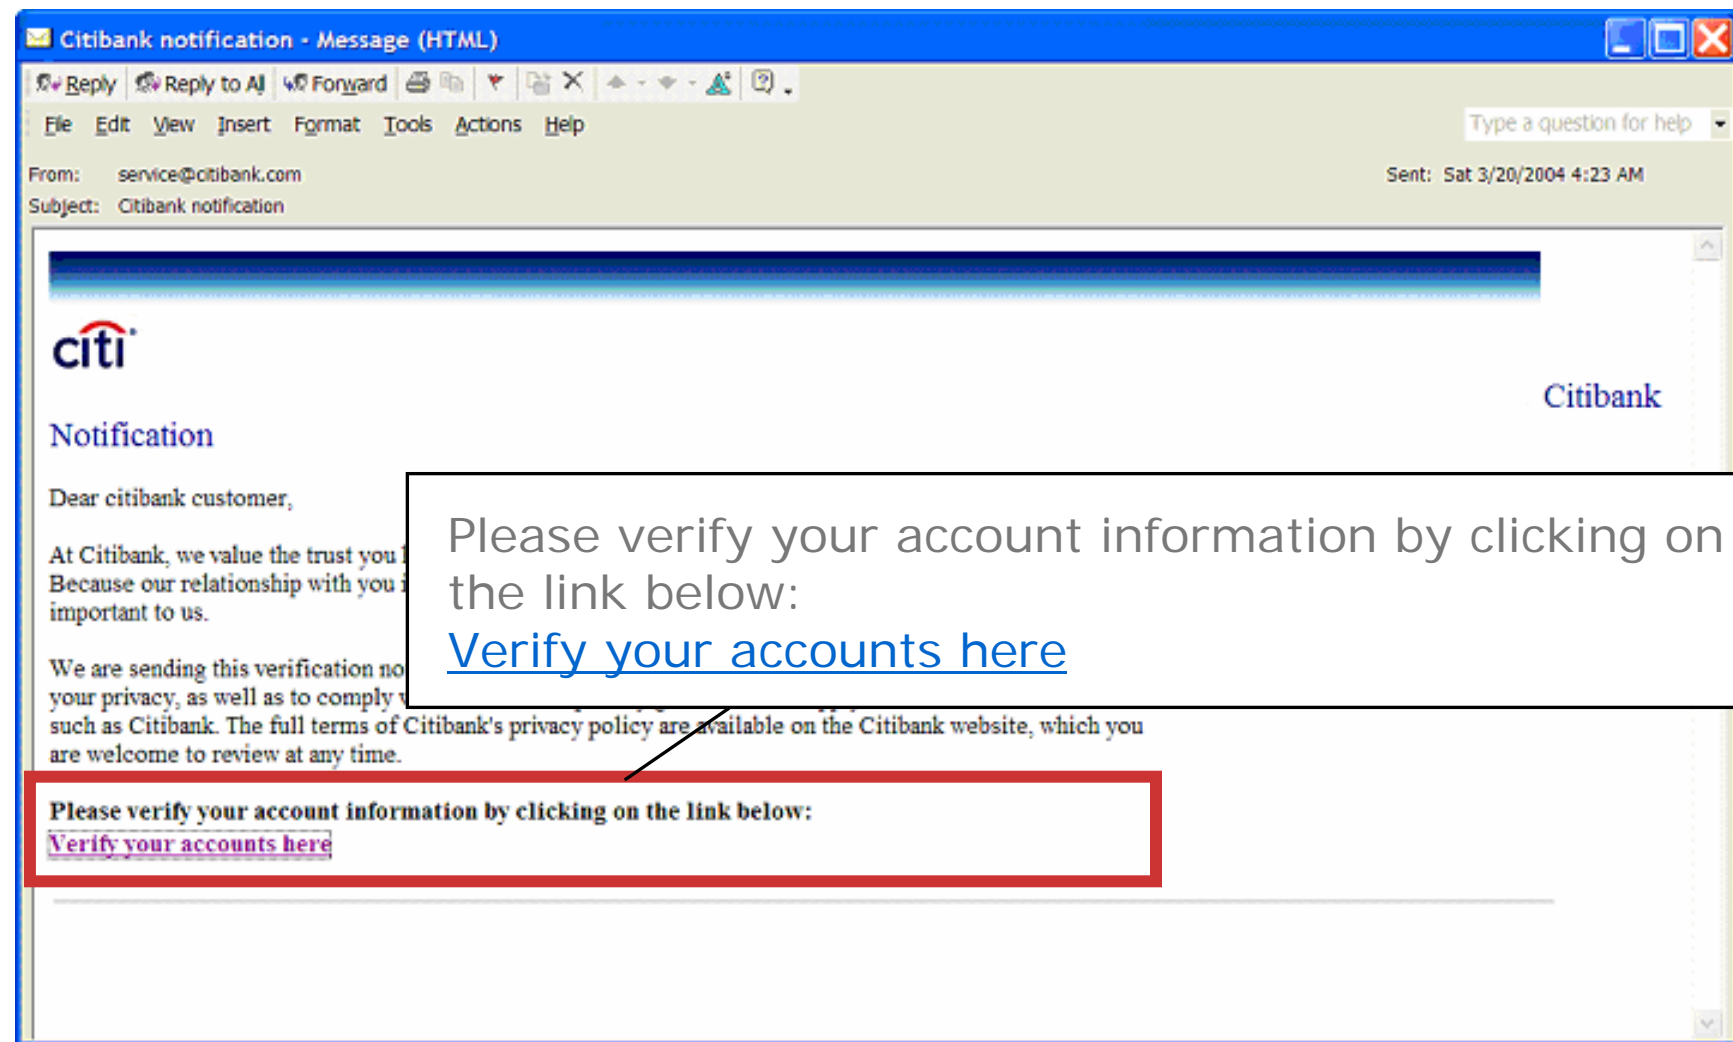 Citibank notification - Message (HTML)
Reply Reply to All Forward
File Edit View Insert Format Tools Actions Help
Type a question for help
From: service@citibank.com
Sent: Sat 3/20/2004 4:23 AM
Subject: Citibank notification
citi
Citibank
Notification
Dear citibank customer,
At Citibank, we value the trust you
Because our relationship with you
important to us.
Please verify your account information by clicking on
the link below:
Verify your accounts here
We are sending this verification
your privacy, as well as to comply
such as Citibank. The full terms of Citibank's privacy policy are available on the Citibank website, which you
are welcome to review at any time.
Please verify your account information by clicking on the link below:
Verify your accounts here